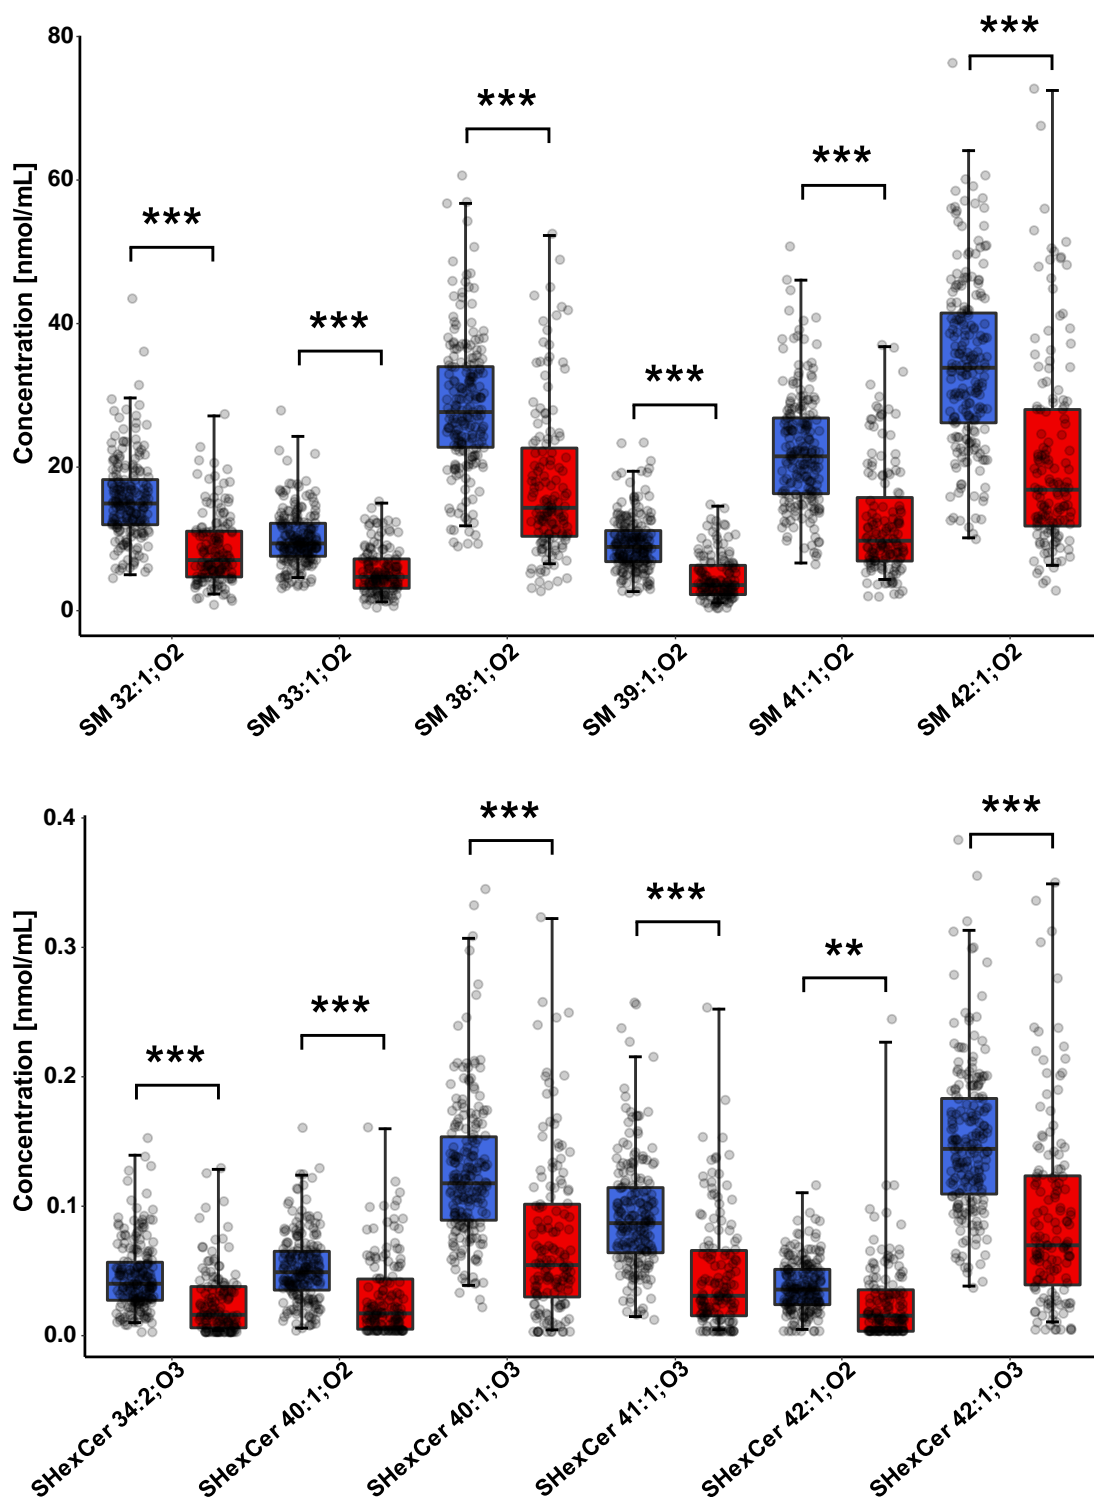 ***
80
***
***
60
***
***
***
40
20
0
Concentration [nmol/mL]
SM 32:1;O2
SM 33:1;O2
SM 38:1;O2
SM 39:1;O2
SM 41:1;O2
SM 42:1;O2
0.4
***
***
***
0.3
**
***
***
0.2
0.1
0.0
Concentration [nmol/mL]
SHexCer 34:2;O3
SHexCer 40:1;O2
SHexCer 40:1;O3
SHexCer 41:1;O3
SHexCer 42:1;O2
SHexCer 42:1;O3